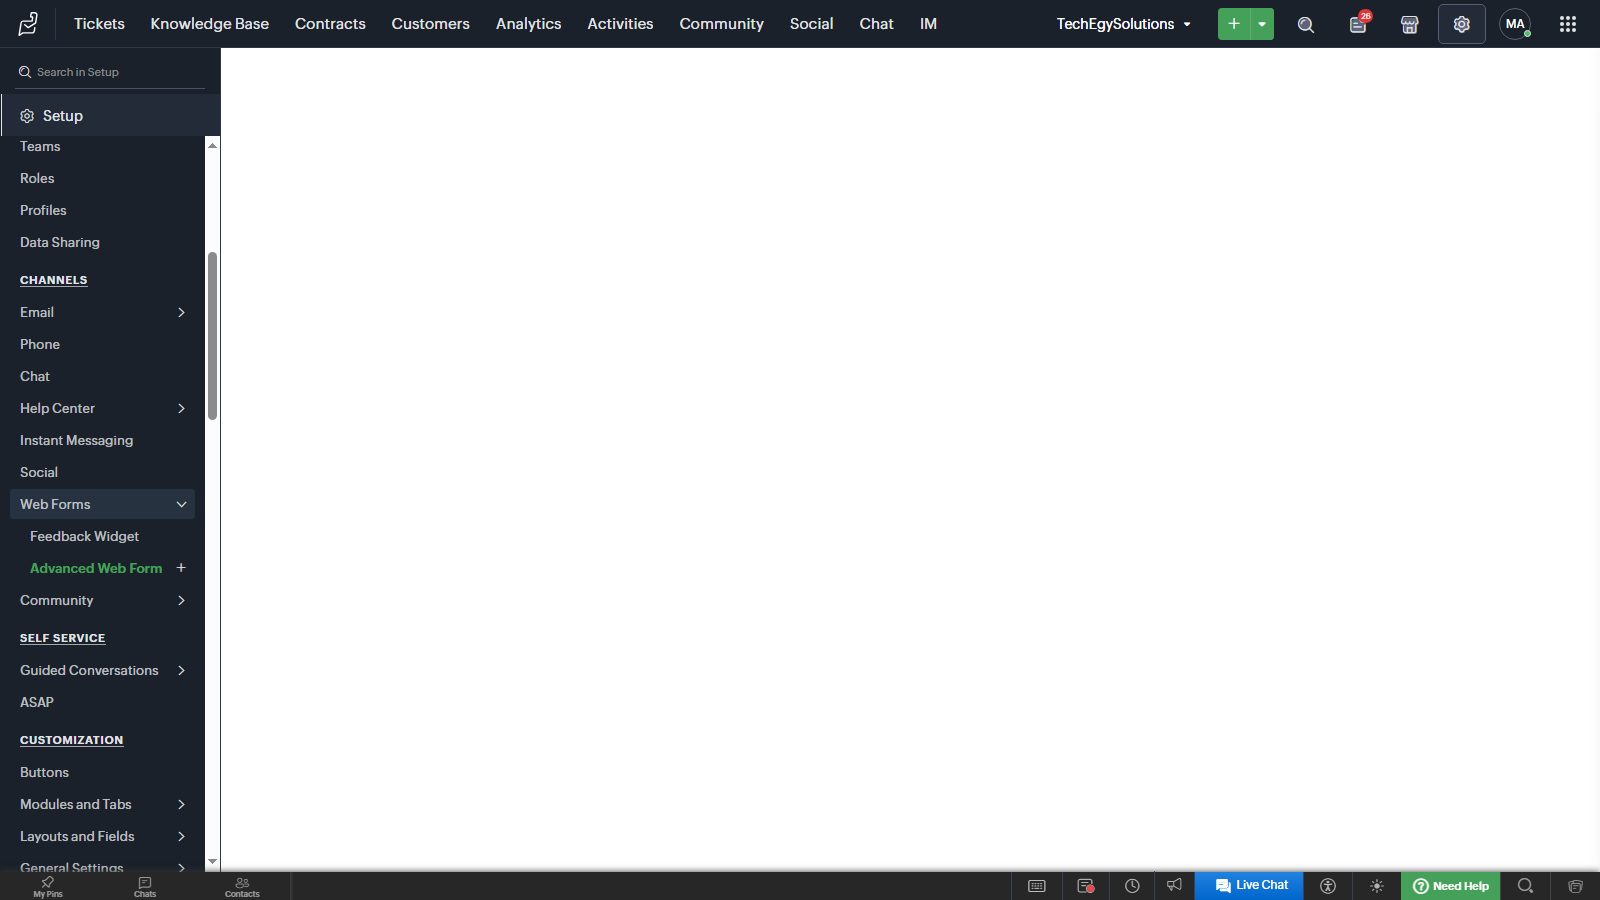 Tickets Knowledge Base Contracts Customers Analytics Activities Community Social Chat IM TechEgySolutions 26 MA
Search in Setup
Setup
Teams
Roles
Profiles
Data Sharing
CHANNELS
Email
Phone
Chat
Help Center
Instant Messaging
Social
Web Forms
Feedback Widget
Advanced Web Form +
Community
SELF SERVICE
Guided Conversations
ASAP
CUSTOMIZATION
Buttons
Modules and Tabs
Layouts and Fields
General Settings
My Pins Chats Contacts Live Chat Need Help